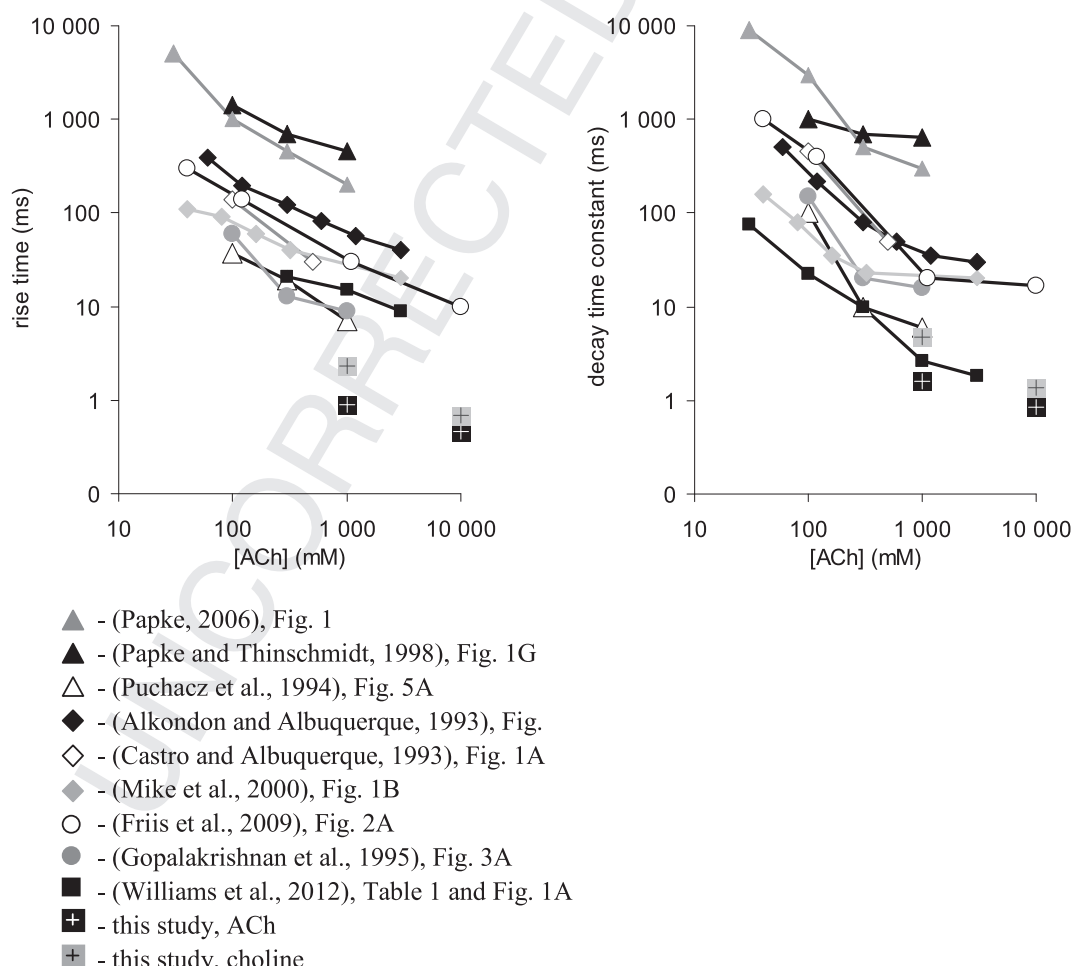 10 000
1 000
100
10
1
0
rise time (ms)
10 100 1 000 10 000
[ACh] (mM)
10 000
1 000
100
10
1
0
decay time constant (ms)
10 100 1 000 10 000
[ACh] (mM)
- (Papke, 2006), Fig. 1
- (Papke and Thinschmidt, 1998), Fig. 1G
- (Puchacz et al., 1994), Fig. 5A
- (Alkondon and Albuquerque, 1993), Fig.
- (Castro and Albuquerque, 1993), Fig. 1A
- (Mike et al., 2000), Fig. 1B
- (Friis et al., 2009), Fig. 2A
- (Gopalakrishnan et al., 1995), Fig. 3A
- (Williams et al., 2012), Table 1 and Fig. 1A
- this study, ACh
- this study, choline
UNCORRECTED